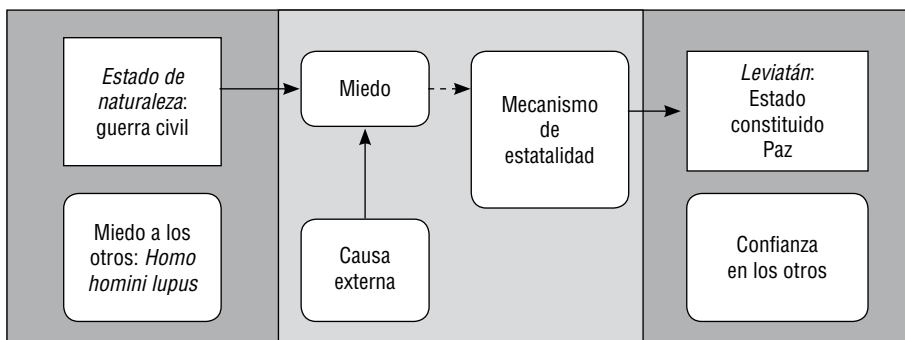 Estado de
naturaleza:
guerra civil
Miedo a los
otros: Homo
homini lupus
Miedo
Causa
externa
Mecanismo
de
estatalidad
Leviatán:
Estado
constituido
Paz
Confianza
en los otros